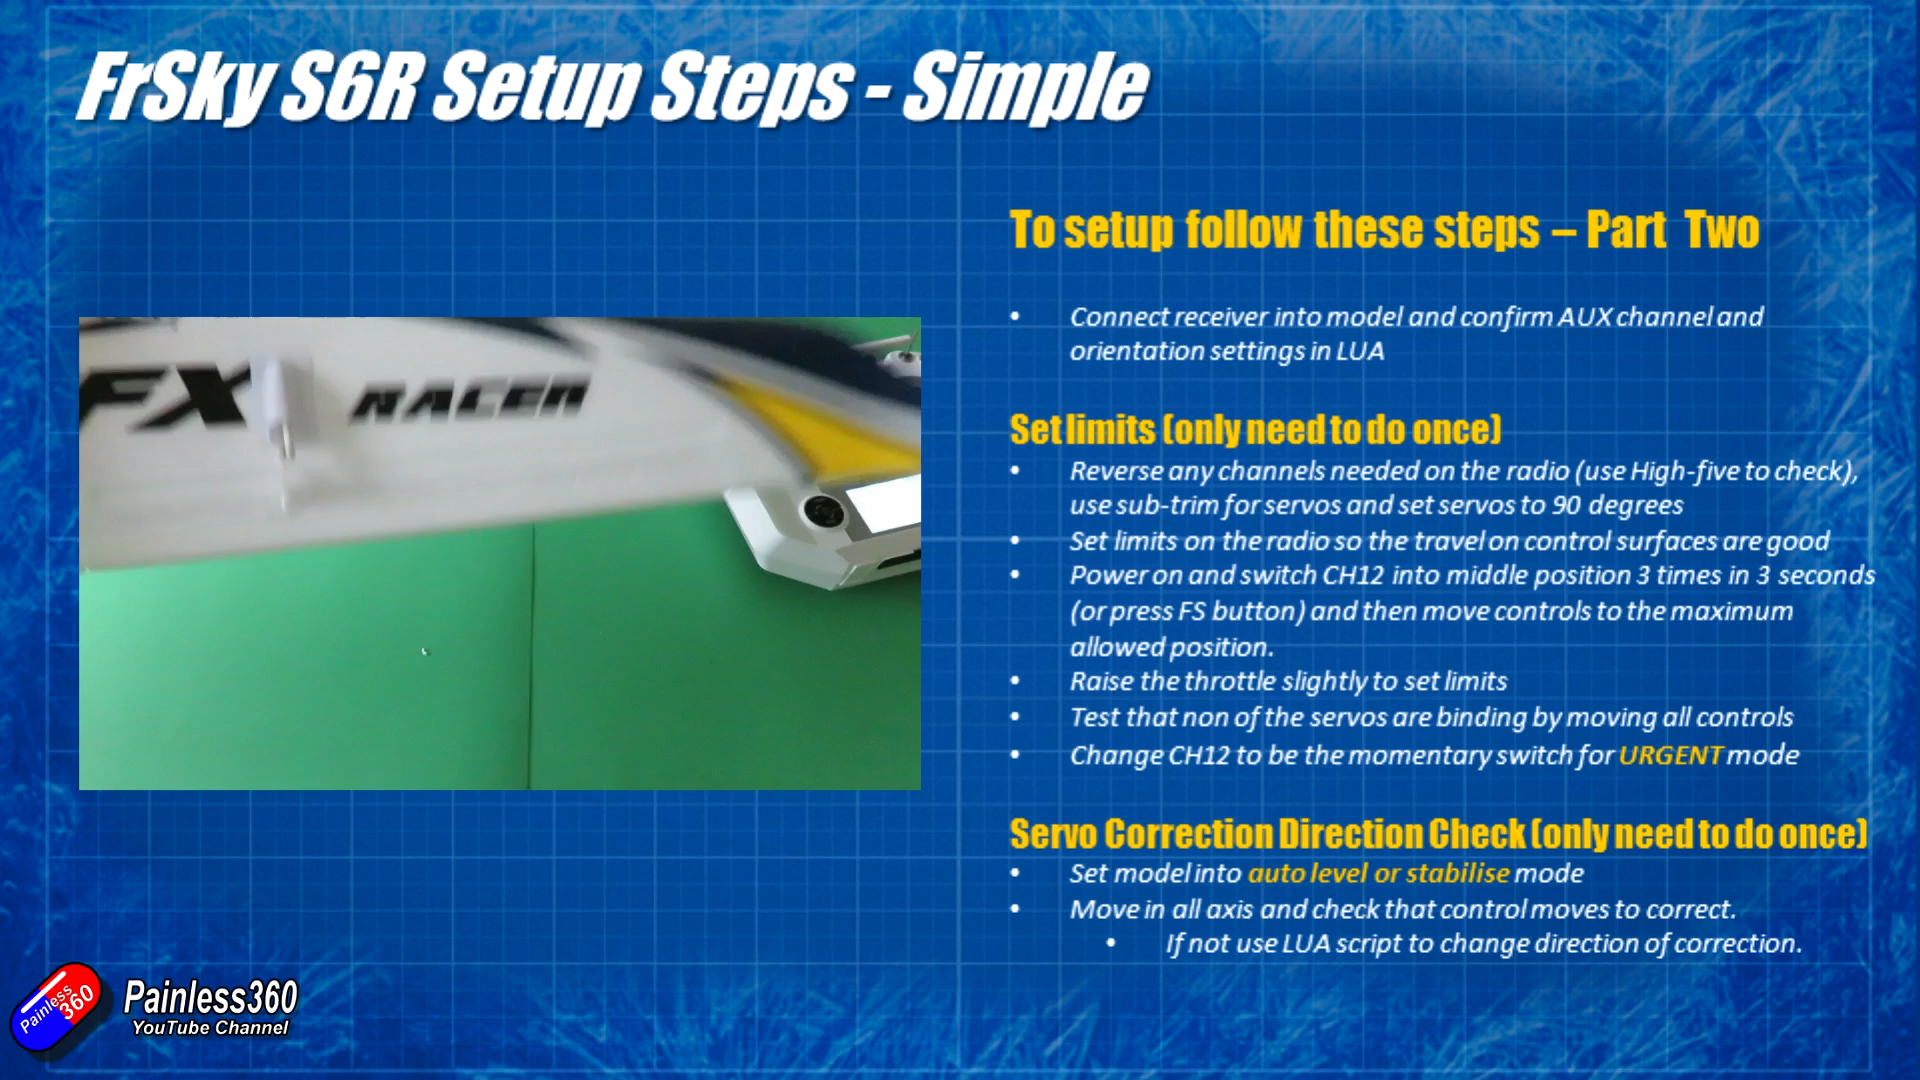 FrSky S6R Setup Steps - Simple
To setup follow these steps – Part Two
• Connect receiver into model and confirm AUX channel and
orientation settings in LUA
Set limits (only need to do once)
• Reverse any channels needed on the radio (use High-five to check),
use sub-trim for servos and set servos to 90 degrees
• Set limits on the radio so the travel on control surfaces are good
• Power on and switch CH12 into middle position 3 times in 3 seconds
(or press FS button) and then move controls to the maximum
allowed position.
• Raise the throttle slightly to set limits
• Test that non of the servos are binding by moving all controls
• Change CH12 to be the momentary switch for URGENT mode
Servo Correction Direction Check (only need to do once)
• Set model into auto level or stabilise mode
• Move in all axis and check that control moves to correct.
• If not use LUA script to change direction of correction.
FX RACER
Painless
360
Painless360
YouTube Channel